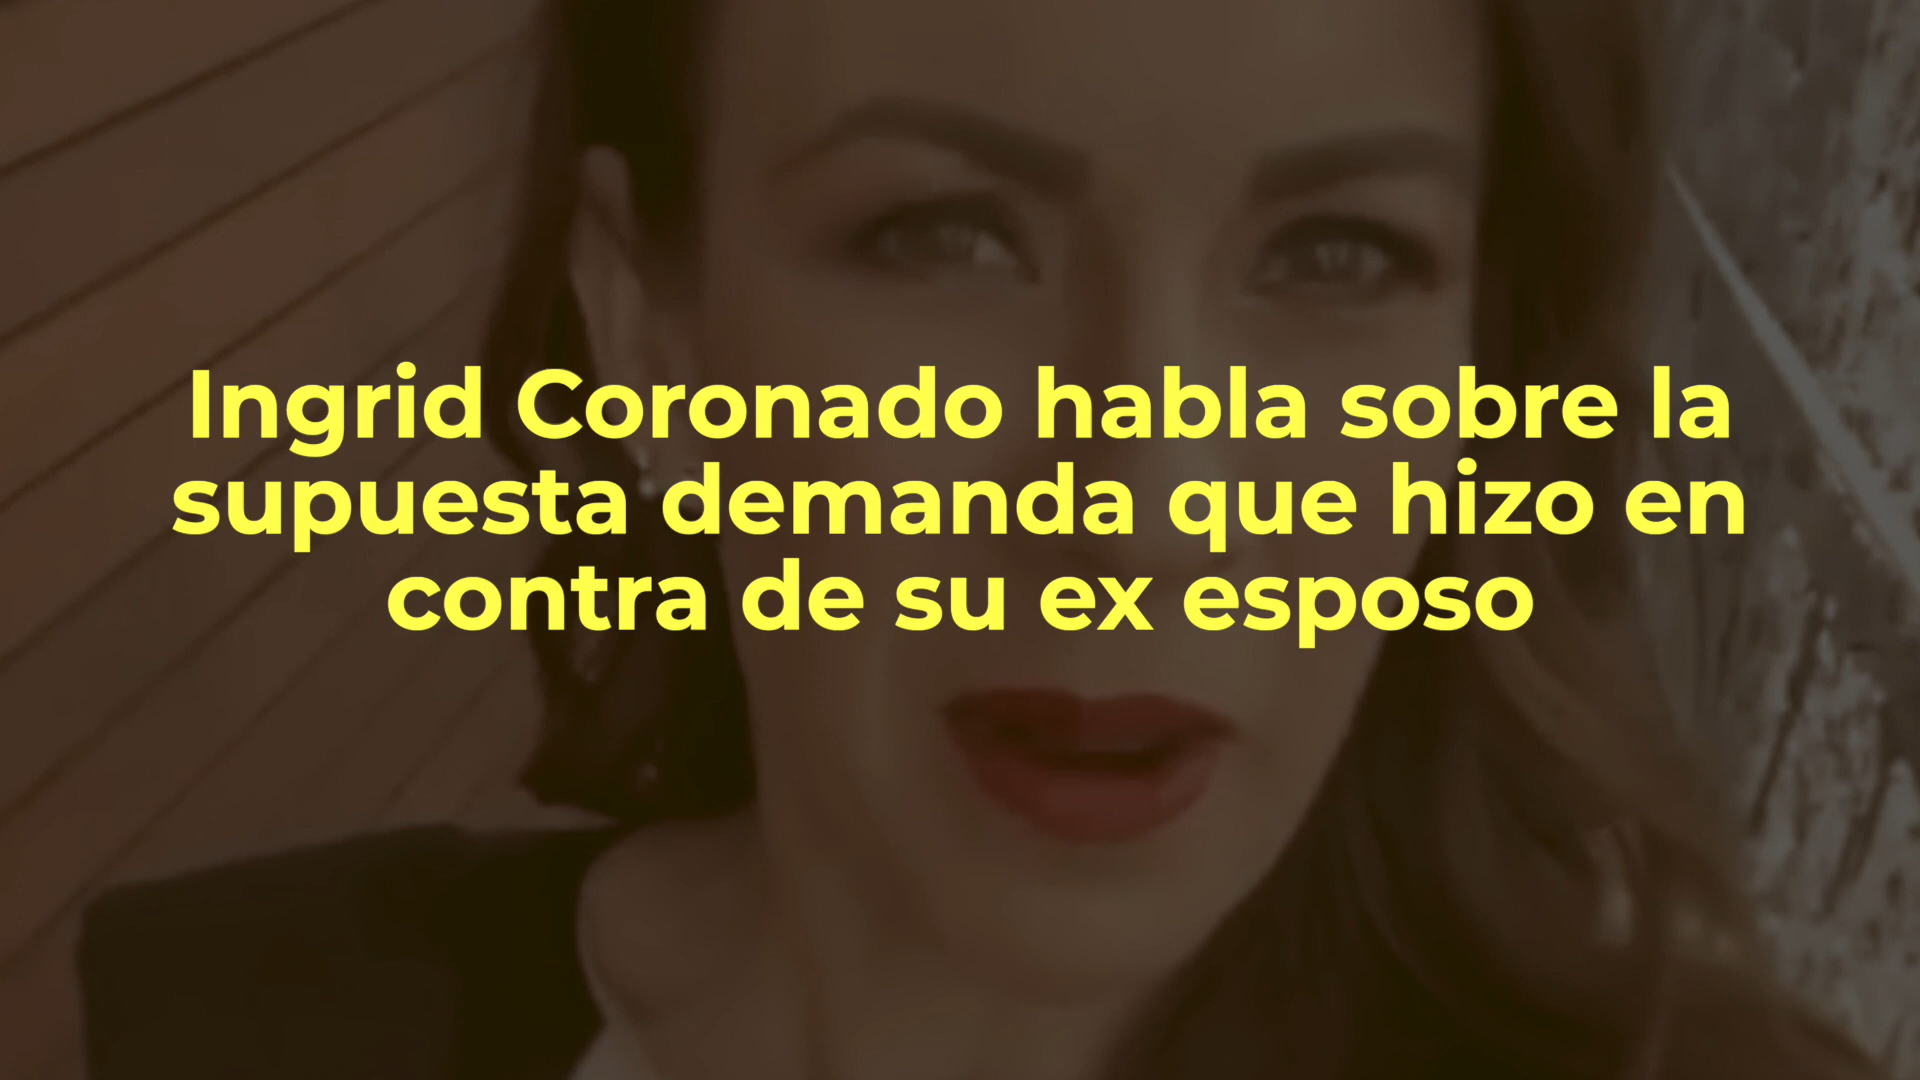 Ingrid Coronado habla sobre la
supuesta demanda que hizo en
contra de su ex esposo